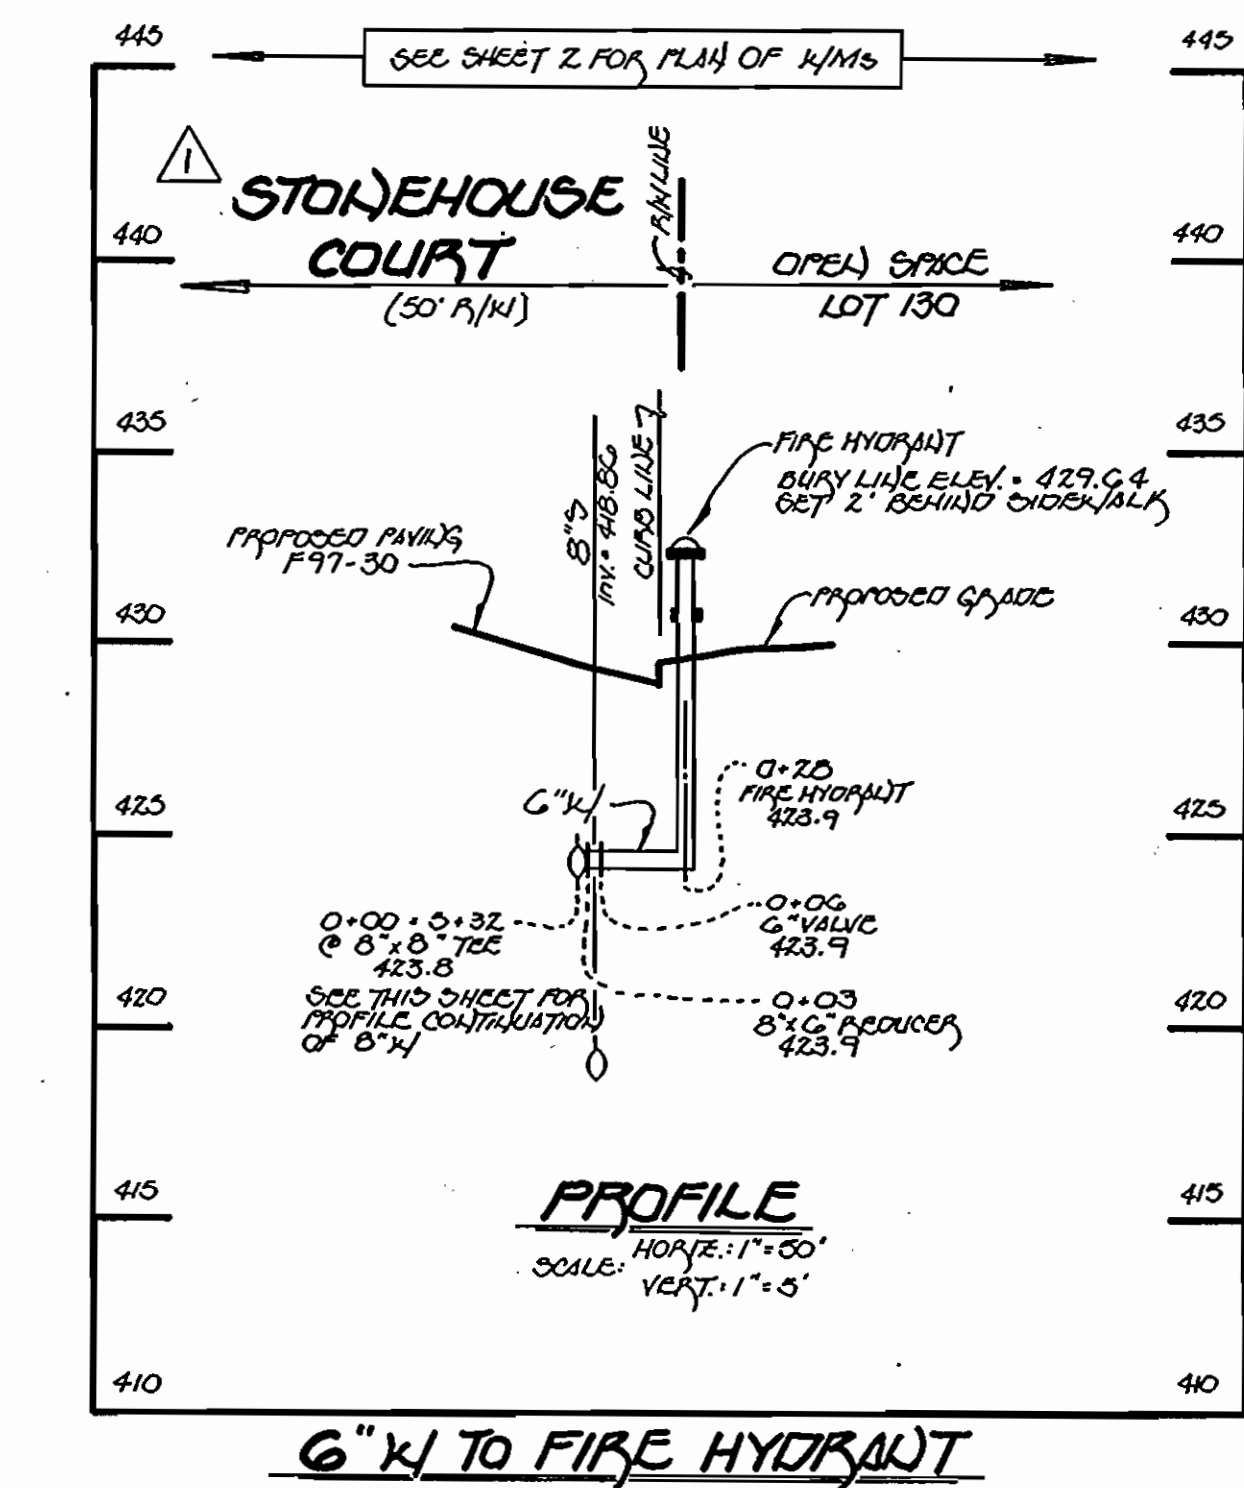 445
445
SEE SHEET 2 FOR PLAN OF W/Ms
1
STONEHOUSE
COURT
(50' R/W)
R/W LINE
OPEN SPACE
LOT 130
440
440
435
435
8"S
INV. = 418.86
CURB LINE
FIRE HYDRANT
BURY LINE ELEV. = 429.64
SET 2' BEHIND SIDEWALK
PROPOSED PAVING
F97-30
PROPOSED GRADE
430
430
0+28
FIRE HYDRANT
423.9
6"W
425
425
0+00 = 5+32
@ 8"x8" TEE
423.8
SEE THIS SHEET FOR
PROFILE CONTINUATION
OF 8"W
0+06
6" VALVE
423.9
0+03
8"x6" REDUCER
423.9
420
420
415
415
PROFILE
SCALE:
HORIZ.: 1" = 50'
VERT.: 1" = 5'
410
410
6"W TO FIRE HYDRANT